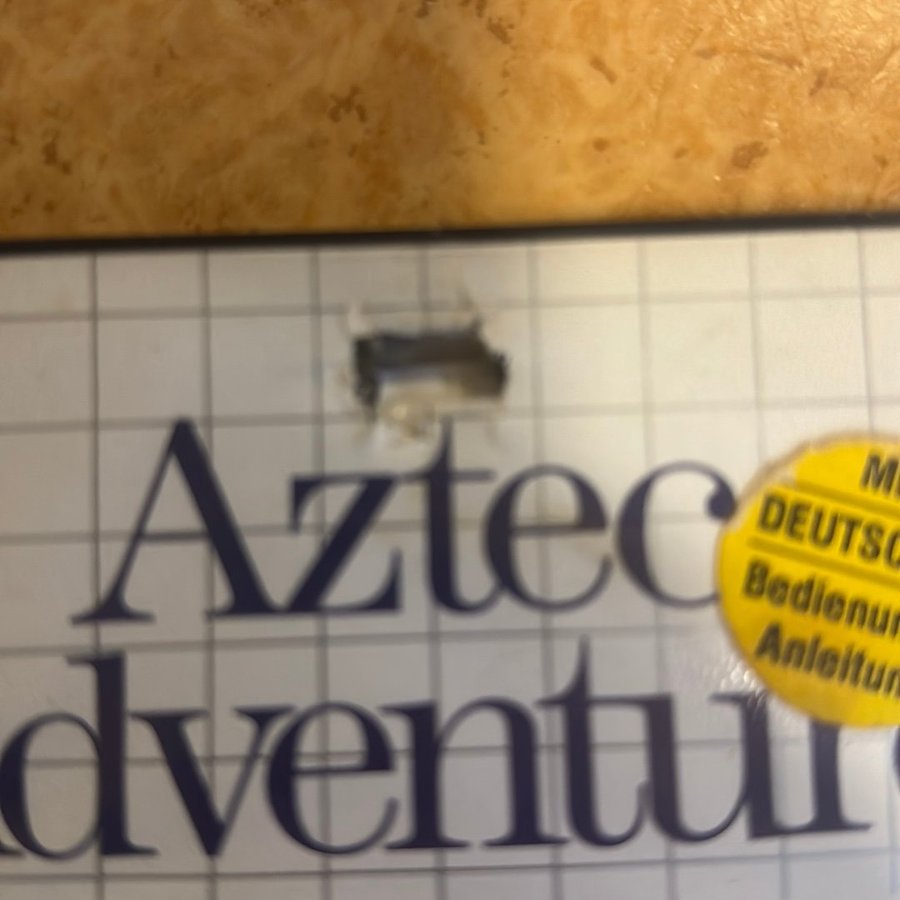 Aztec
dventur
DEUTSC
Bedienun
Anleitun